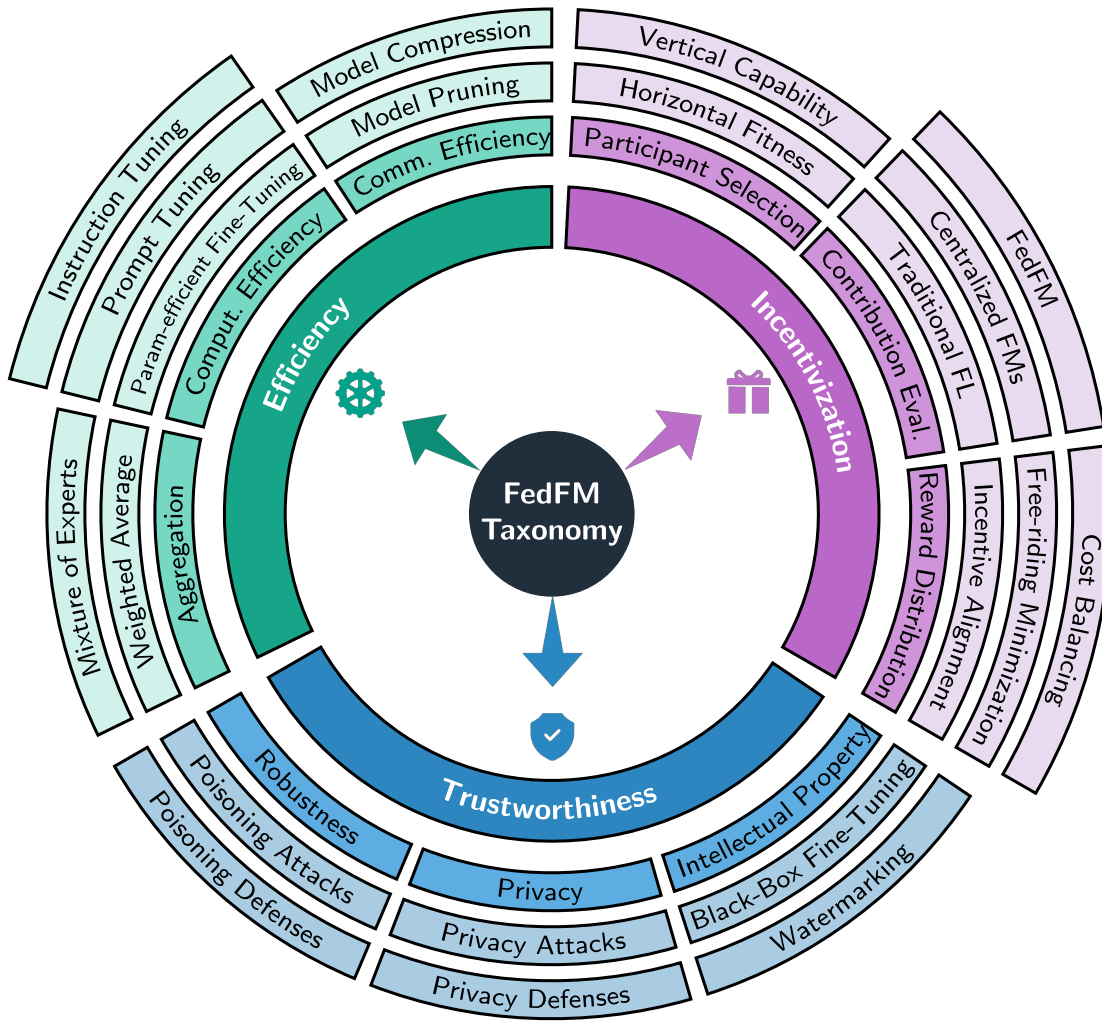 FedFM
Taxonomy
Efficiency
Comm. Efficiency
Model Pruning
Model Compression
Comput. Efficiency
Param-efficient Fine-Tuning
Prompt Tuning
Instruction Tuning
Aggregation
Weighted Average
Mixture of Experts
Incentivization
Participant Selection
Horizontal Fitness
Vertical Capability
Contribution Eval.
Traditional FL
Centralized FMs
FedFM
Reward Distribution
Incentive Alignment
Free-riding Minimization
Cost Balancing
Trustworthiness
Robustness
Poisoning Attacks
Poisoning Defenses
Privacy
Privacy Attacks
Privacy Defenses
Intellectual Property
Black-Box Fine-Tuning
Watermarking